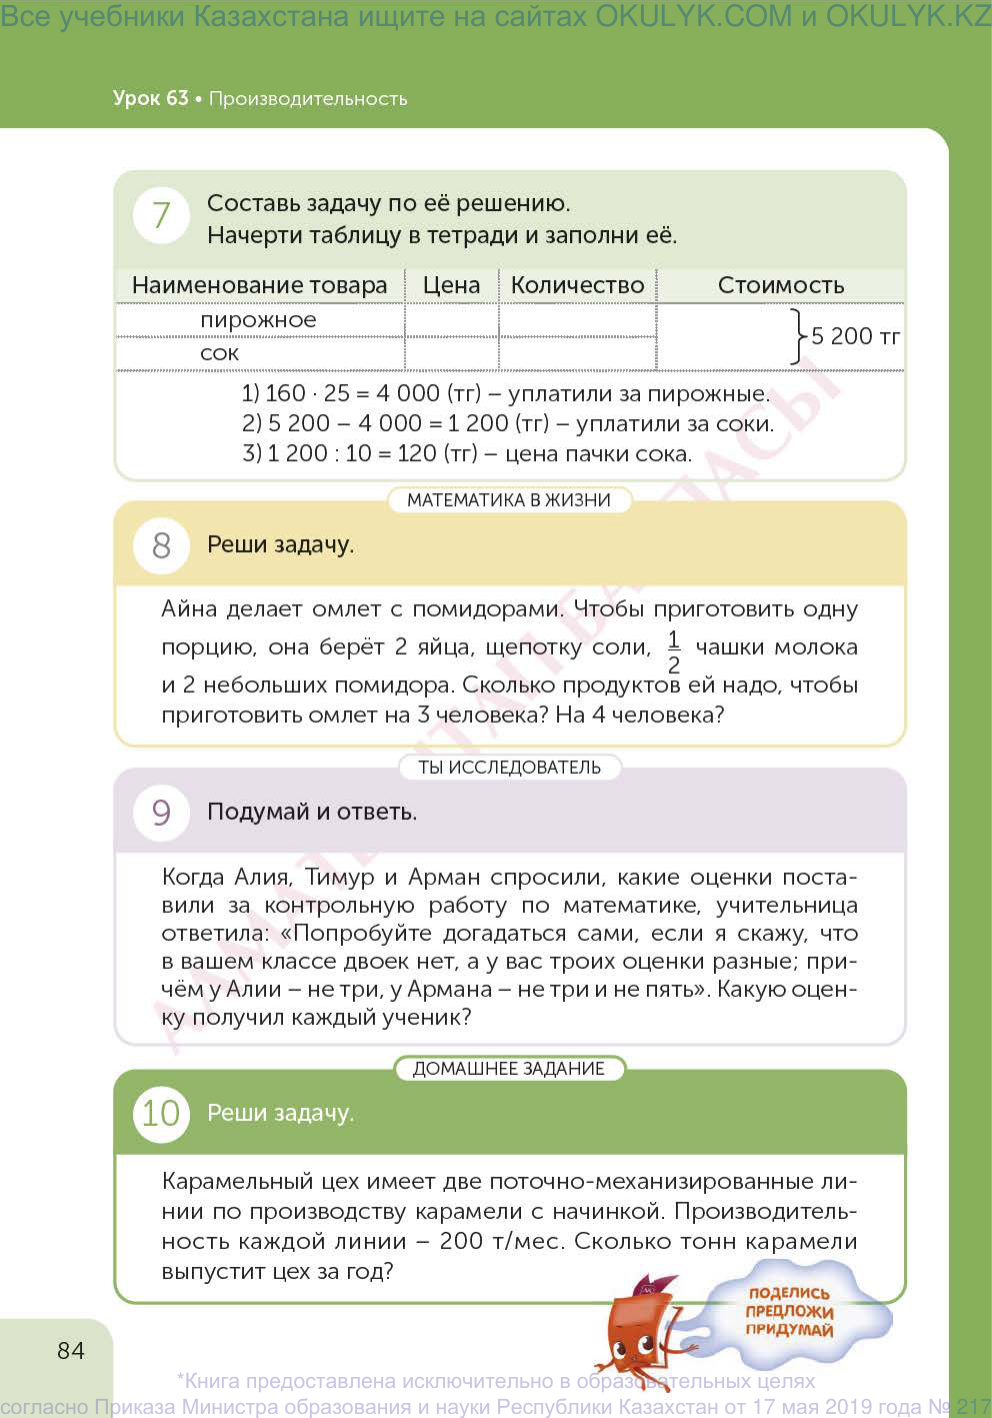 Все учебники Казахстана ищите на сайтах OKULYK.COM и OKULYK.KZ
Урок 63 • Производительность
7
Составь задачу по её решению.
Начерти таблицу в тетради и заполни её.
Наименование товара Цена Количество Стоимость
пирожное
сок
5 200 тг
1) 160 · 25 = 4 000 (тг) – уплатили за пирожные.
2) 5 200 – 4 000 = 1 200 (тг) – уплатили за соки.
3) 1 200 : 10 = 120 (тг) – цена пачки сока.
МАТЕМАТИКА В ЖИЗНИ
8 Реши задачу.
Айна делает омлет с помидорами. Чтобы приготовить одну
порцию, она берёт 2 яйца, щепотку соли, 1/2 чашки молока
и 2 небольших помидора. Сколько продуктов ей надо, чтобы
приготовить омлет на 3 человека? На 4 человека?
ТЫ ИССЛЕДОВАТЕЛЬ
9 Подумай и ответь.
Когда Алия, Тимур и Арман спросили, какие оценки поста-
вили за контрольную работу по математике, учительница
ответила: «Попробуйте догадаться сами, если я скажу, что
в вашем классе двоек нет, а у вас троих оценки разные; при-
чём у Алии – не три, у Армана – не три и не пять». Какую оцен-
ку получил каждый ученик?
ДОМАШНЕЕ ЗАДАНИЕ
10 Реши задачу.
Карамельный цех имеет две поточно-механизированные ли-
нии по производству карамели с начинкой. Производитель-
ность каждой линии – 200 т/мес. Сколько тонн карамели
выпустит цех за год?
ПОДЕЛИСЬ
ПРЕДЛОЖИ
ПРИДУМАЙ
84
*Книга предоставлена исключительно в образовательных целях
согласно Приказа Министра образования и науки Республики Казахстан от 17 мая 2019 года № 217